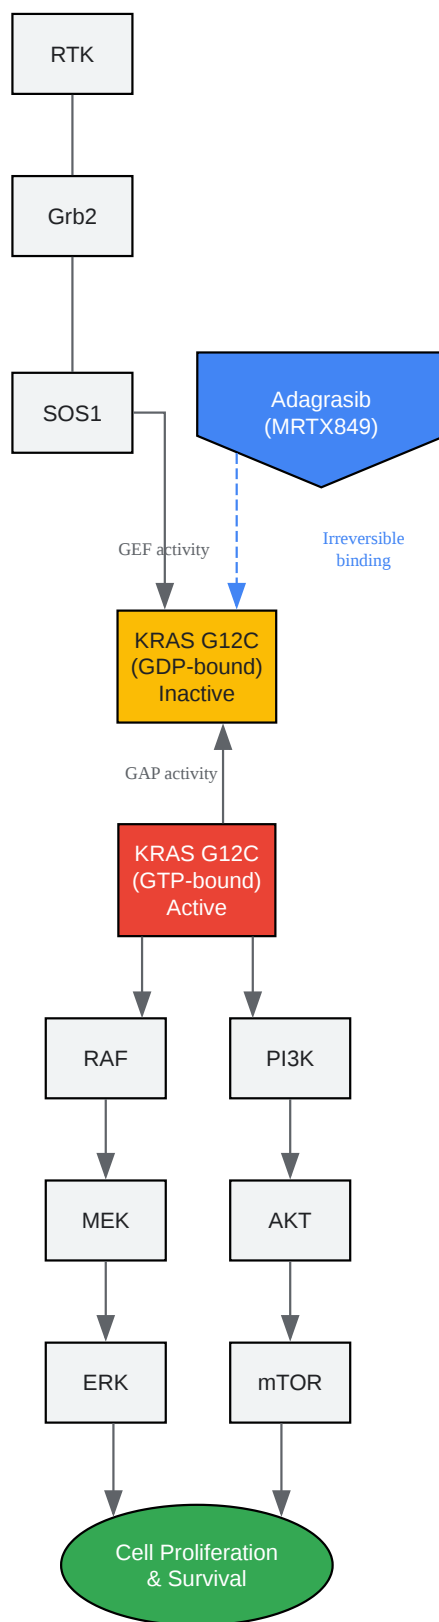 RTK
Grb2
SOS1
Adagrasib
(MRTX849)
Irreversible
binding
GEF activity
KRAS G12C
(GDP-bound)
Inactive
GAP activity
KRAS G12C
(GTP-bound)
Active
RAF
PI3K
MEK
AKT
ERK
mTOR
Cell Proliferation
& Survival